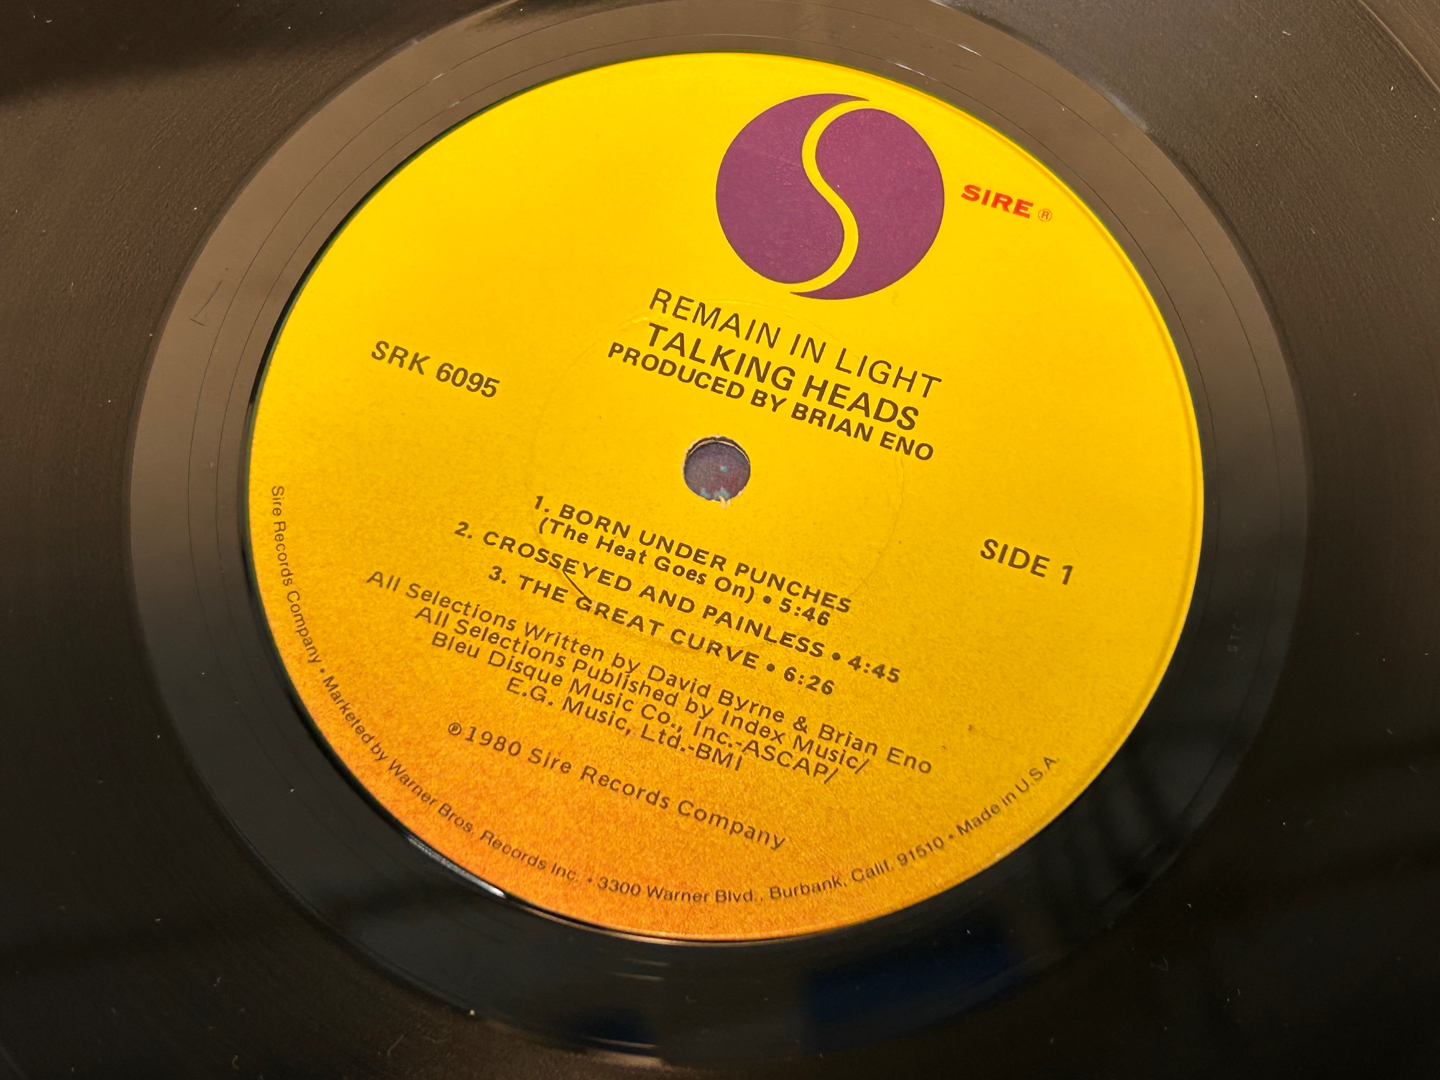 SIRE ®
REMAIN IN LIGHT
TALKING HEADS
PRODUCED BY BRIAN ENO
SRK 6095
SIDE 1
1. BORN UNDER PUNCHES
(The Heat Goes On) • 5:46
2. CROSSEYED AND PAINLESS • 4:45
3. THE GREAT CURVE • 6:26
All Selections Written by David Byrne & Brian Eno
All Selections Published by Index Music/
Bleu Disque Music Co., Inc.-ASCAP/
E.G. Music, Ltd.-BMI
℗1980 Sire Records Company
Sire Records Company • Marketed by Warner Bros. Records Inc. • 3300 Warner Blvd., Burbank, Calif. 91510 • Made in U.S.A.